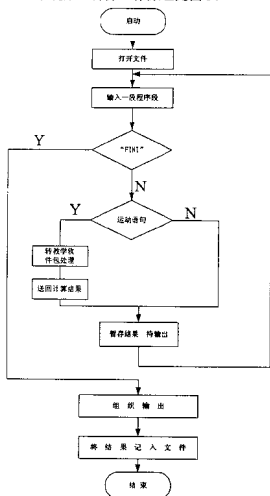 启动
打开文件
输入一段程序段
Y
"FINI"
N
Y
运动语句
N
转数学软
件包处理
送回计算结果
暂存结果 待输出
组织输出
将结果记入文件
结束